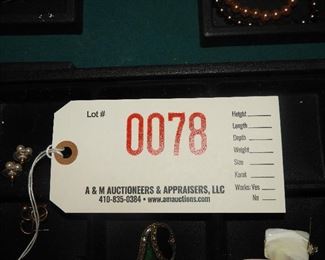 Lot #
0078
Height
Length
Depth
Weight
Size
Karat
Works: Yes
No
A & M AUCTIONEERS & APPRAISERS, LLC
410-835-0384 • www.amauctions.com